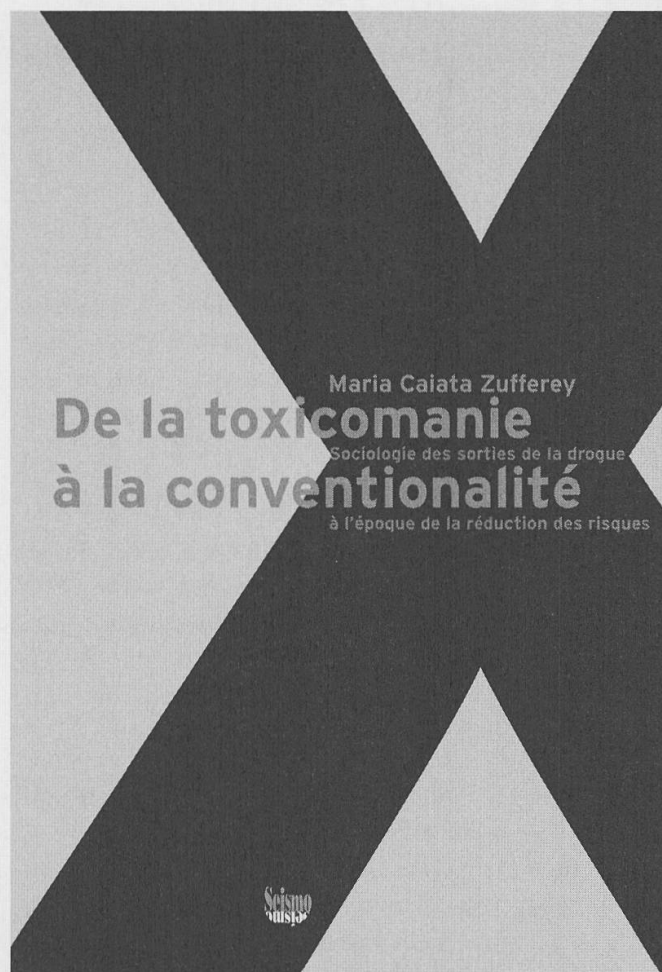 Maria Caiata Zufferey
De la toxicomanie
Sociologie des sorties de la drogue
à la conventionalité
à l'époque de la réduction des risques
Seismo